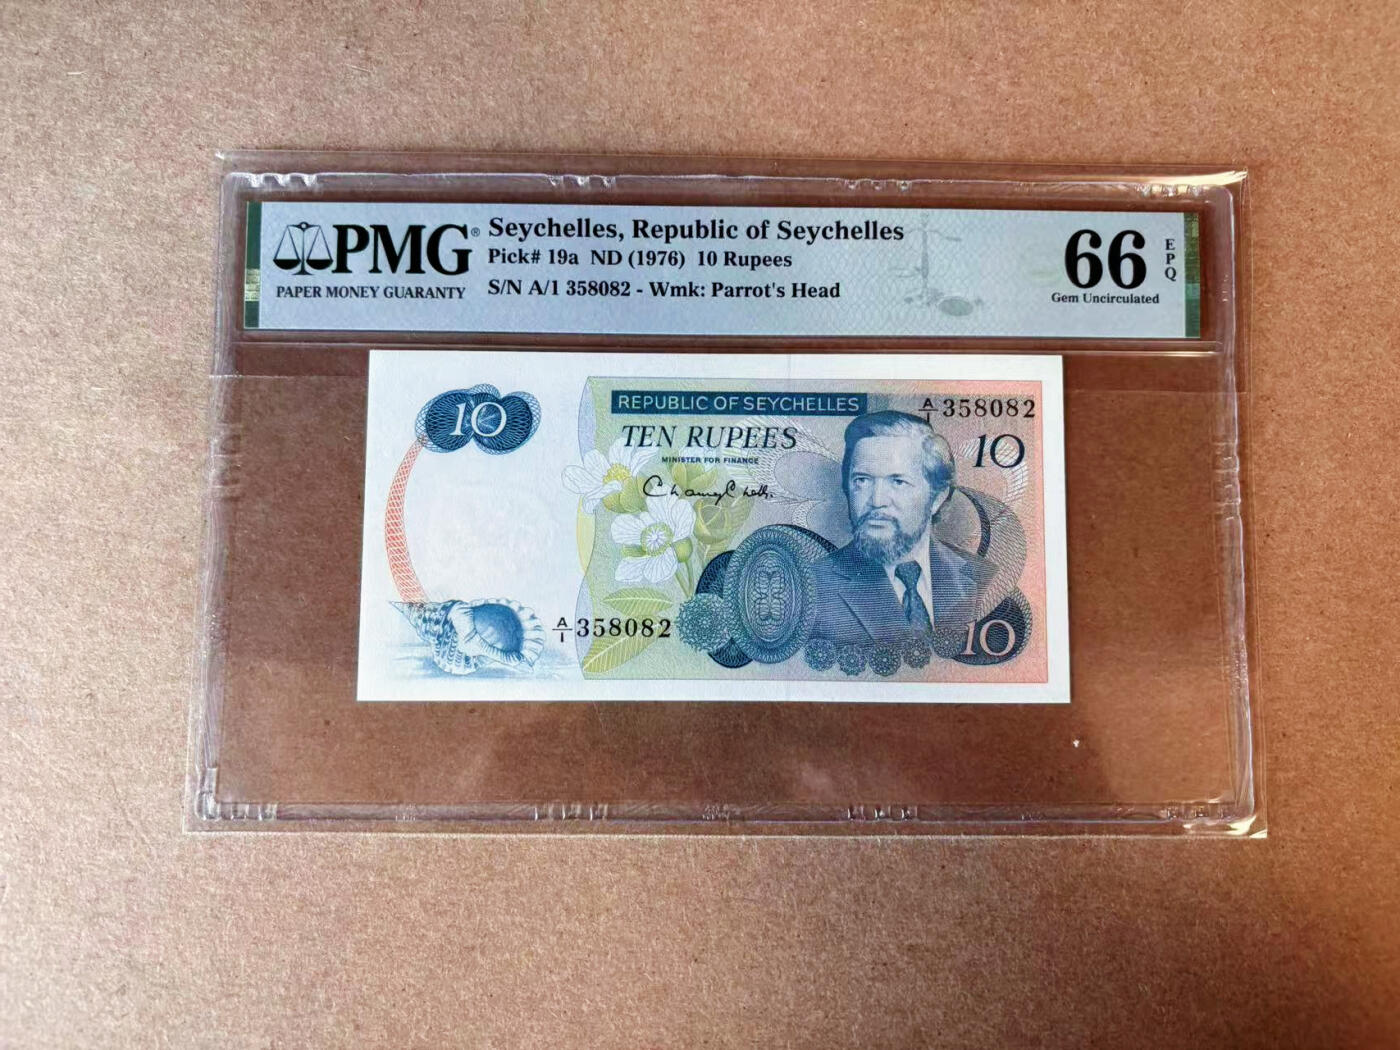 PMG®
PAPER MONEY GUARANTY
Seychelles, Republic of Seychelles
Pick# 19a ND (1976) 10 Rupees
S/N A/1 358082 - Wmk: Parrot's Head
66
EPQ
Gem Uncirculated
10
REPUBLIC OF SEYCHELLES
A/1 358082
TEN RUPEES
10
MINISTER FOR FINANCE
A/1 358082
10